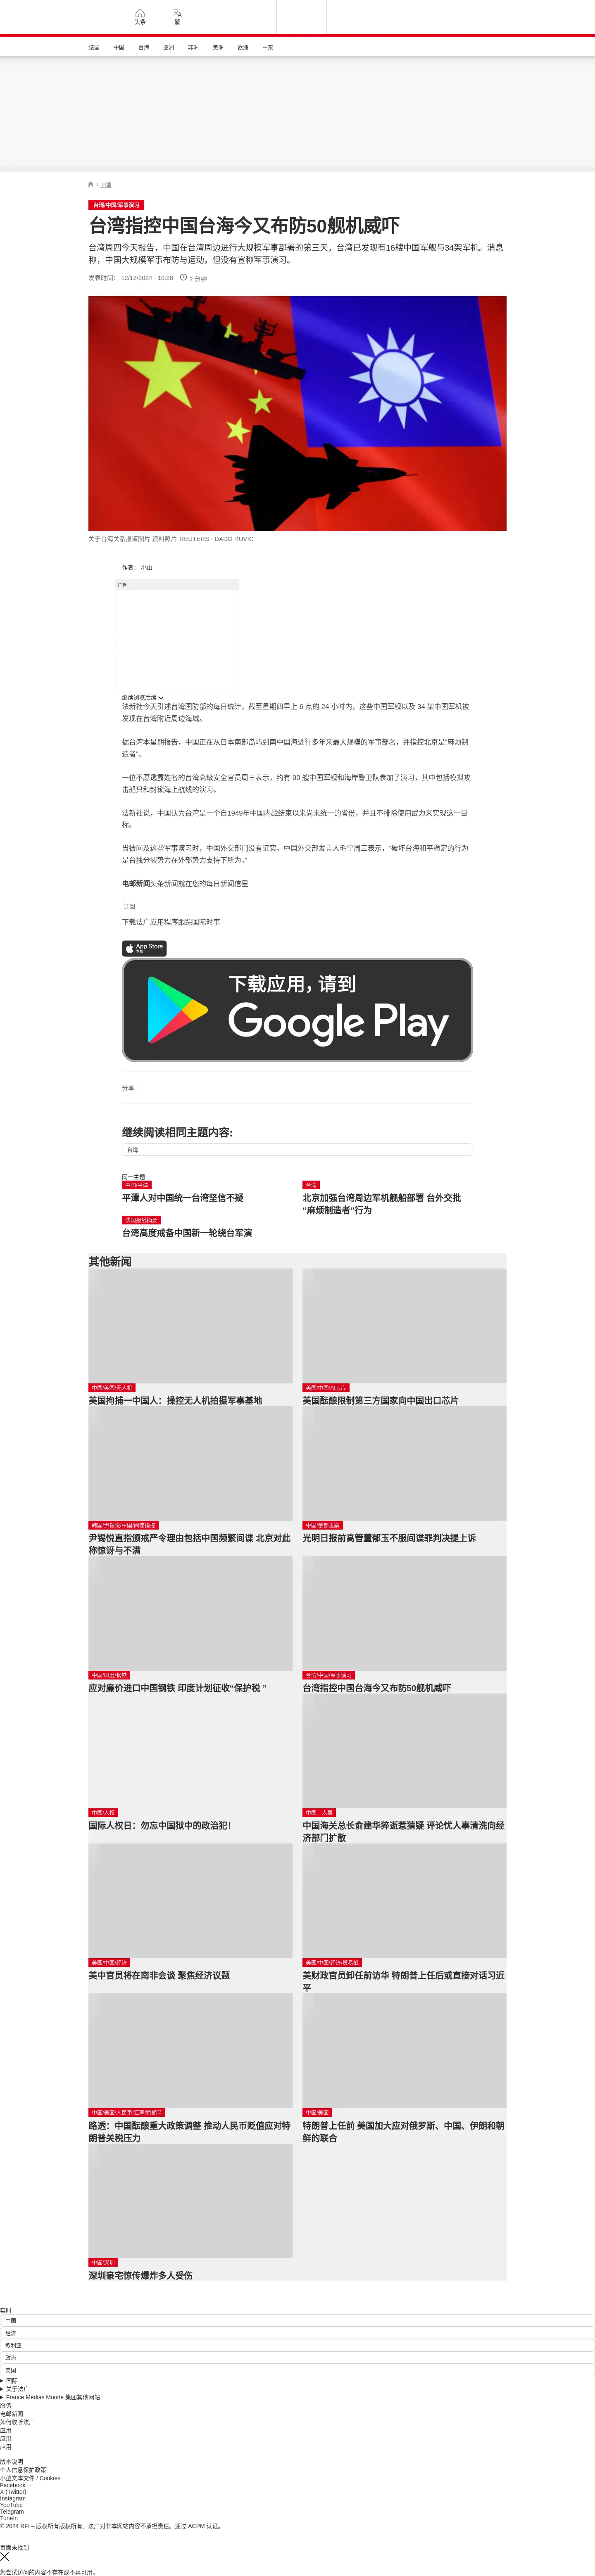 头条
繁
法国
中国
台海
亚洲
非洲
美洲
欧洲
中东
/ 中国
台湾/中国/军事演习
台湾指控中国台海今又布防50舰机威吓
台湾周四今天报告，中国在台湾周边进行大规模军事部署的第三天，台湾已发现有16艘中国军舰与34架军机。消息
称，中国大规模军事布防与运动，但没有宣称军事演习。
发表时间： 12/12/2024 - 10:28
2 分钟
关于台海关系报道图片 资料照片 REUTERS - DADO RUVIC
作者： 小山
广告
继续浏览后续
法新社今天引述台湾国防部的每日统计，截至星期四早上 6 点的 24 小时内，这些中国军舰以及 34 架中国军机被
发现在台湾附近周边海域。
据台湾本星期报告，中国正在从日本南部岛屿到南中国海进行多年来最大规模的军事部署，并指控北京是“麻烦制
造者”。
一位不愿透露姓名的台湾高级安全官员周三表示，约有 90 艘中国军舰和海岸警卫队参加了演习，其中包括模拟攻
击船只和封锁海上航线的演习。
法新社说，中国认为台湾是一个自1949年中国内战结束以来尚未统一的省份，并且不排除使用武力来实现这一目
标。
当被问及这些军事演习时，中国外交部门没有证实。中国外交部发言人毛宁周三表示，“破坏台海和平稳定的行为
是台独分裂势力在外部势力支持下所为。”
电邮新闻头条新闻就在您的每日新闻信里
订阅
下载法广应用程序跟踪国际时事
App Store
下载
下载应用，请到
Google Play
分享 :
继续阅读相同主题内容:
台湾
同一主题
中国/平潭
平潭人对中国统一台湾坚信不疑
台湾
北京加强台湾周边军机舰船部署 台外交批
“麻烦制造者”行为
法国报纸摘要
台湾高度戒备中国新一轮绕台军演
其他新闻
中国/美国/无人机
美国拘捕一中国人：操控无人机拍摄军事基地
美国/中国/AI芯片
美国酝酿限制第三方国家向中国出口芯片
韩国/尹锡悦/中国/间谍指控
尹锡悦直指颁戒严令理由包括中国频繁间谍 北京对此
称惊讶与不满
中国/董郁玉案
光明日报前高管董郁玉不服间谍罪判决提上诉
中国/印度/钢铁
应对廉价进口中国钢铁 印度计划征收“保护税 ”
台湾/中国/军事演习
台湾指控中国台海今又布防50舰机威吓
中国/人权
国际人权日：勿忘中国狱中的政治犯！
中国、人事
中国海关总长俞建华猝逝惹猜疑 评论忧人事清洗向经
济部门扩散
美国/中国/经济
美中官员将在南非会谈 聚焦经济议题
美国/中国/经济/贸易战
美财政官员卸任前访华 特朗普上任后或直接对话习近
平
中国/美国/人民币/汇率/特朗普
路透：中国酝酿重大政策调整 推动人民币贬值应对特
朗普关税压力
中国/美国
特朗普上任前 美国加大应对俄罗斯、中国、伊朗和朝
鲜的联合
中国/深圳
深圳豪宅惊传爆炸多人受伤
实时
中国
经济
叙利亚
政治
美国
国际
关于法广
France Médias Monde 集团其他网站
服务
电邮新闻
如何收听法广
应用
应用
应用
版本说明
个人信息保护政策
小型文本文件 / Cookies
Facebook
X (Twitter)
Instagram
YouTube
Telegram
TuneIn
© 2024 RFI – 版权所有版权所有。法广对非本网站内容不承担责任。通过 ACPM 认证。
页面未找到
您尝试访问的内容不存在或不再可用。